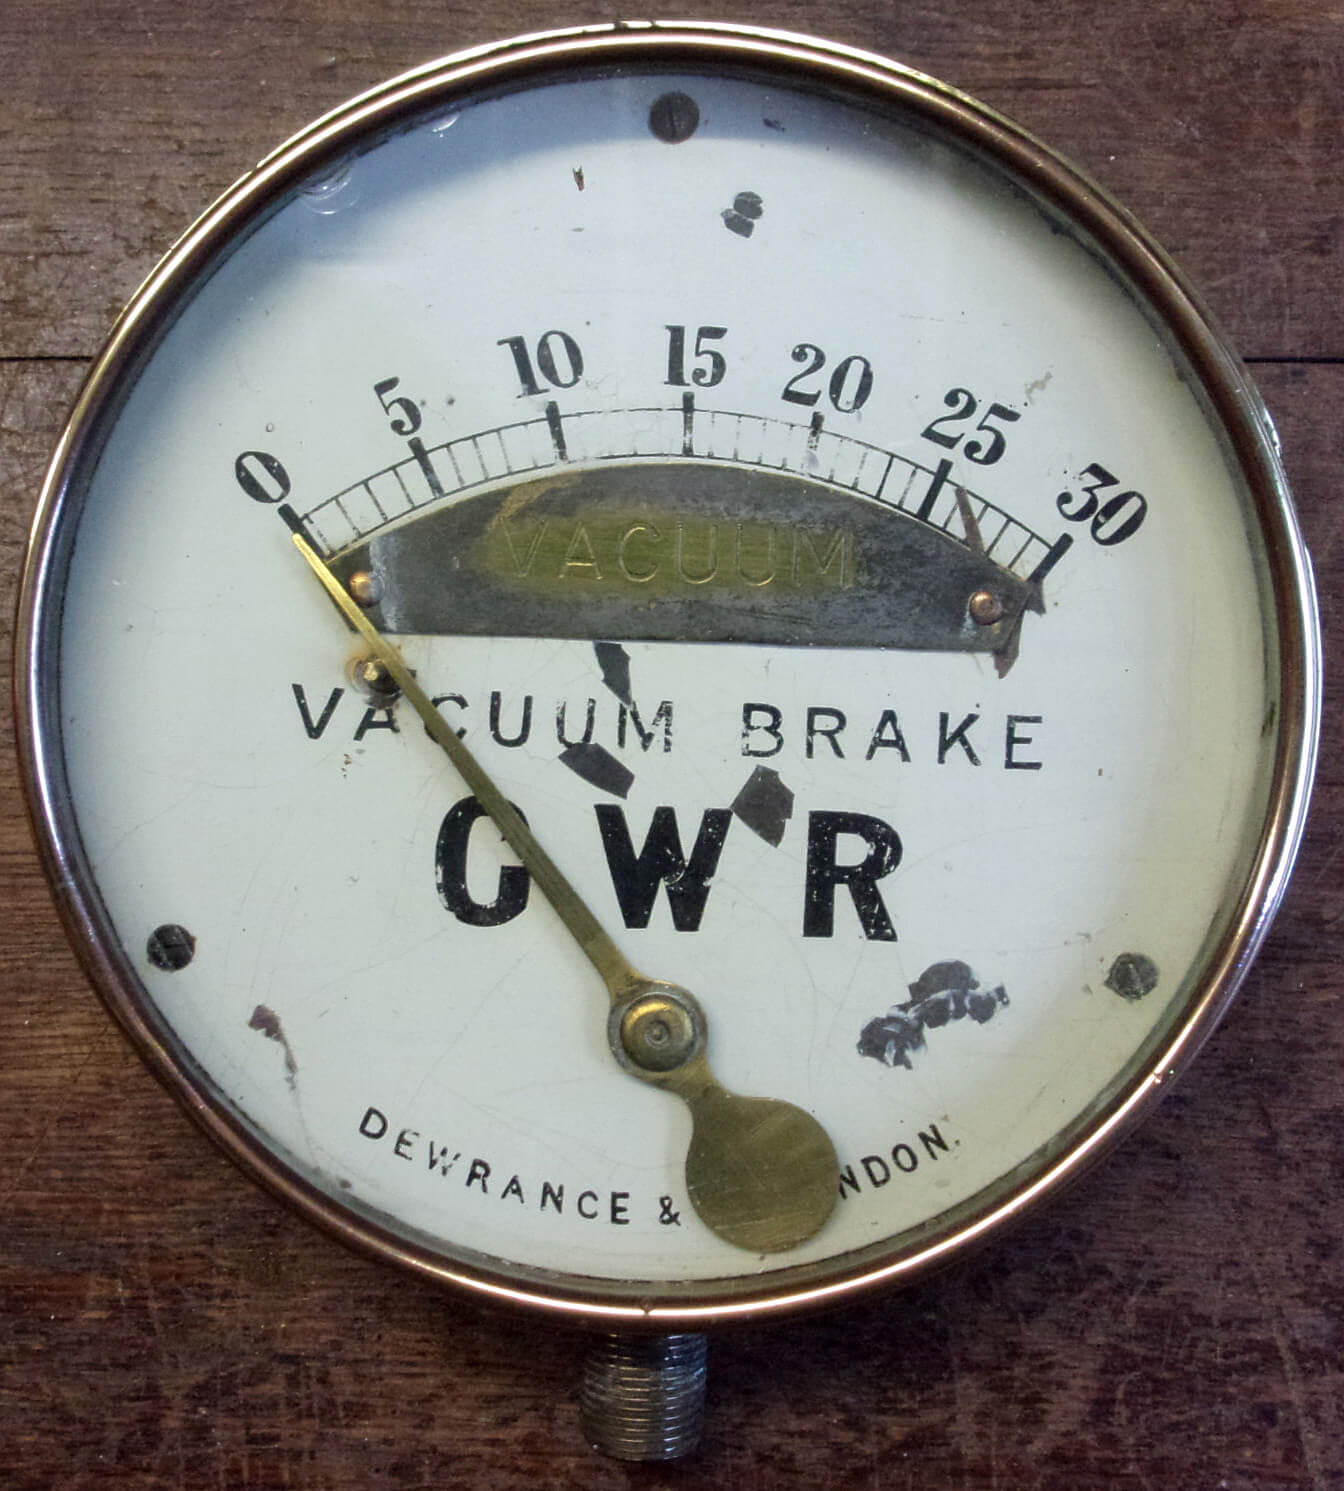 0 5 10 15 20 25 30
VACUUM
VACUUM BRAKE
GWR
DEWRANCE & NDON.